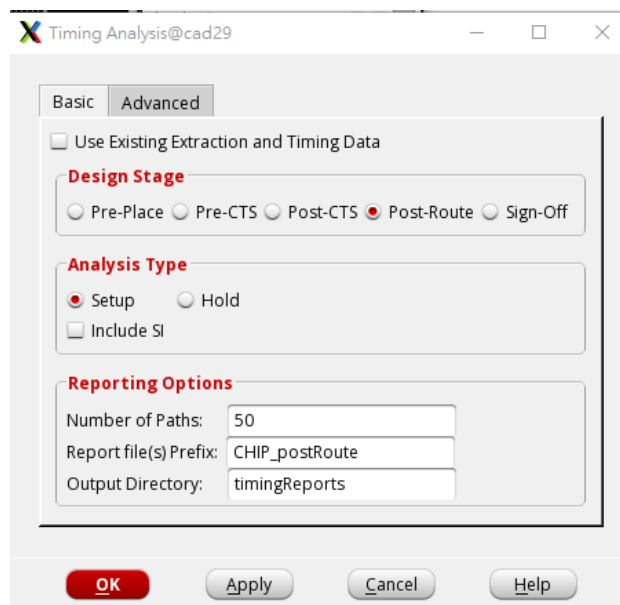 Timing Analysis@cad29
Basic Advanced
Use Existing Extraction and Timing Data
Design Stage
Pre-Place Pre-CTS Post-CTS Post-Route Sign-Off
Analysis Type
Setup Hold
Include SI
Reporting Options
Number of Paths: 50
Report file(s) Prefix: CHIP_postRoute
Output Directory: timingReports
OK Apply Cancel Help